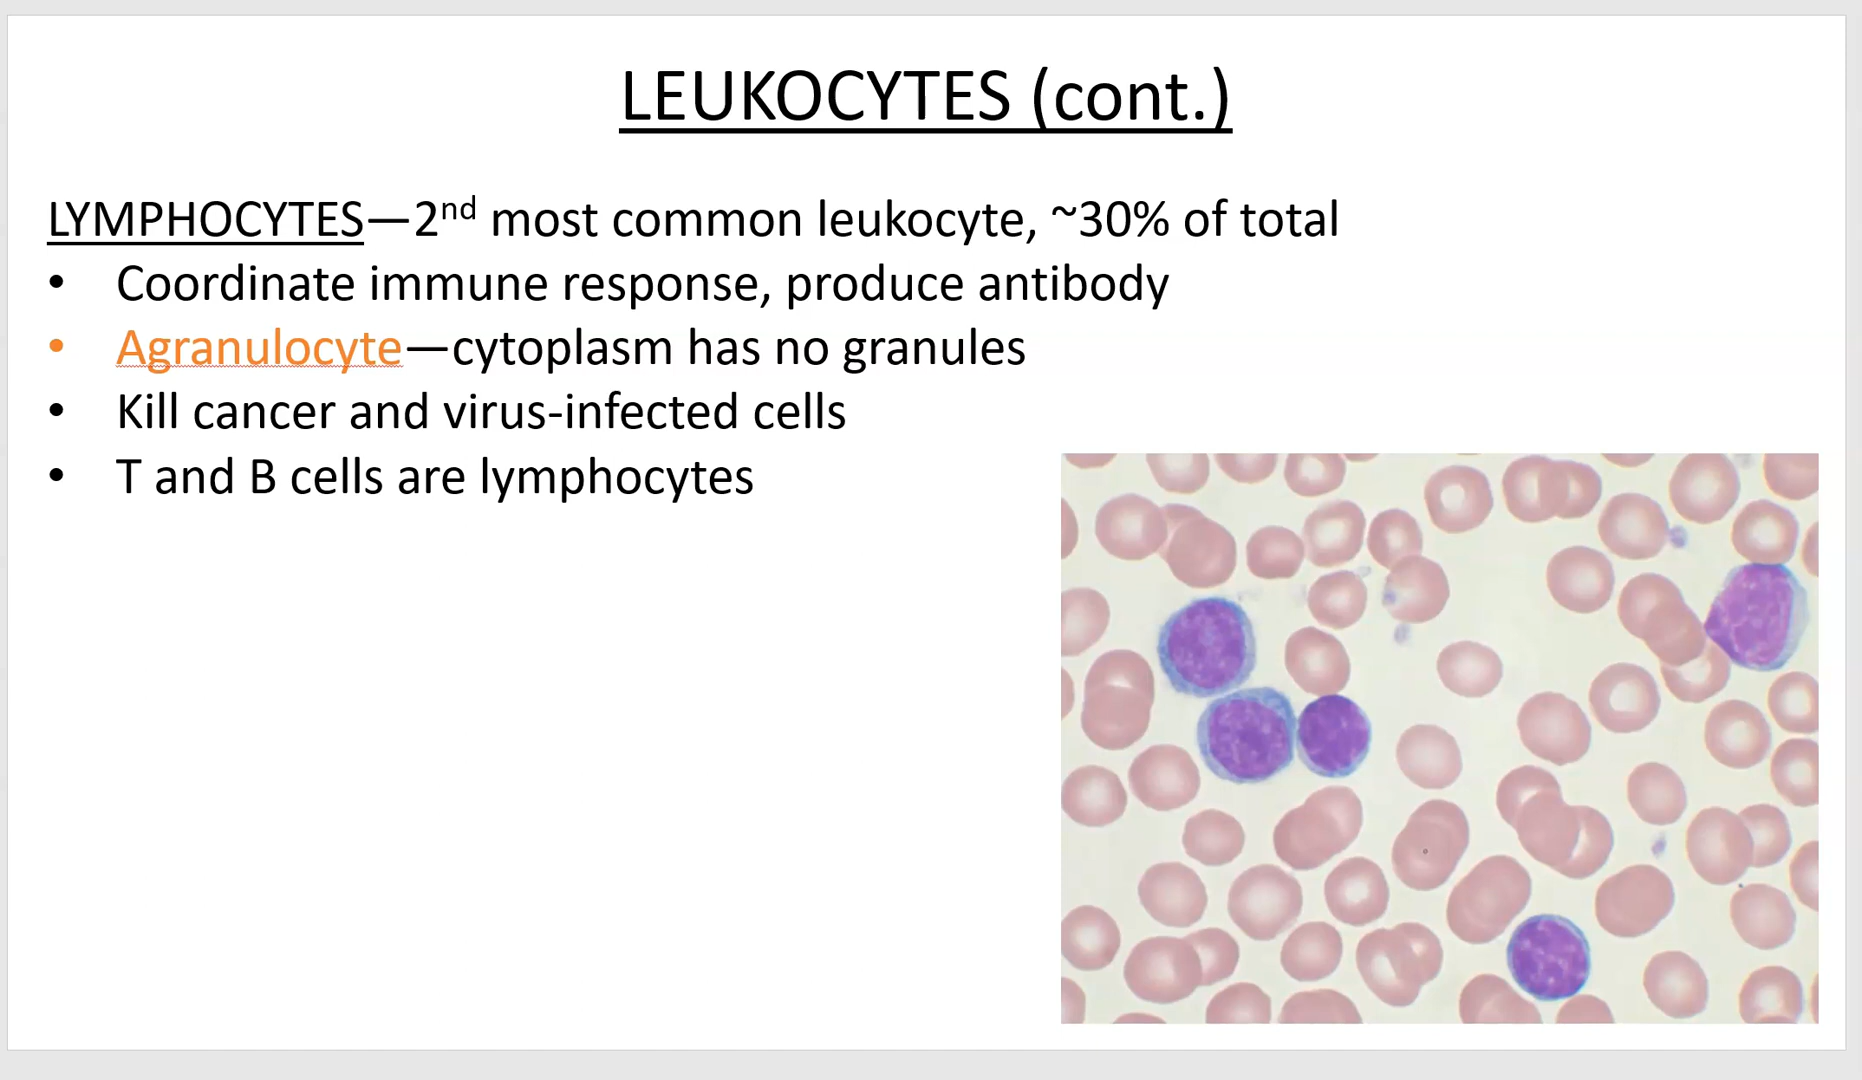 LEUKOCYTES (cont.)
LYMPHOCYTES—2nd most common leukocyte, ~30% of total
• Coordinate immune response, produce antibody
• Agranulocyte—cytoplasm has no granules
• Kill cancer and virus-infected cells
• T and B cells are lymphocytes